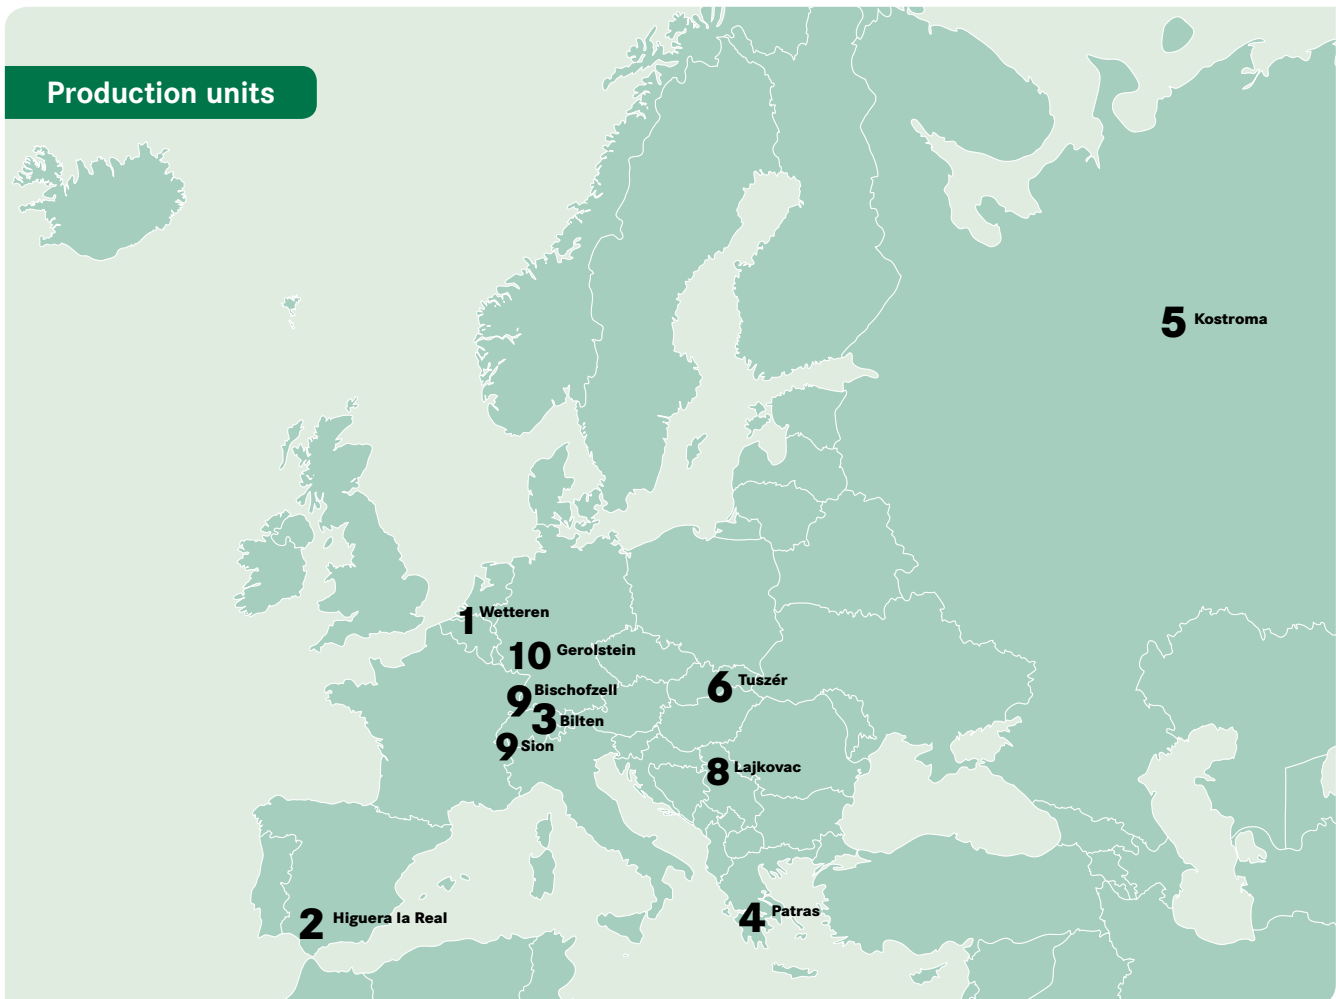 Production units
5 Kostroma
1 Wetteren
10 Gerolstein
6 Tuszér
9 Bischofzell
3 Bilten
9 Sion
8 Lajkovac
2 Higuera la Real
4 Patras